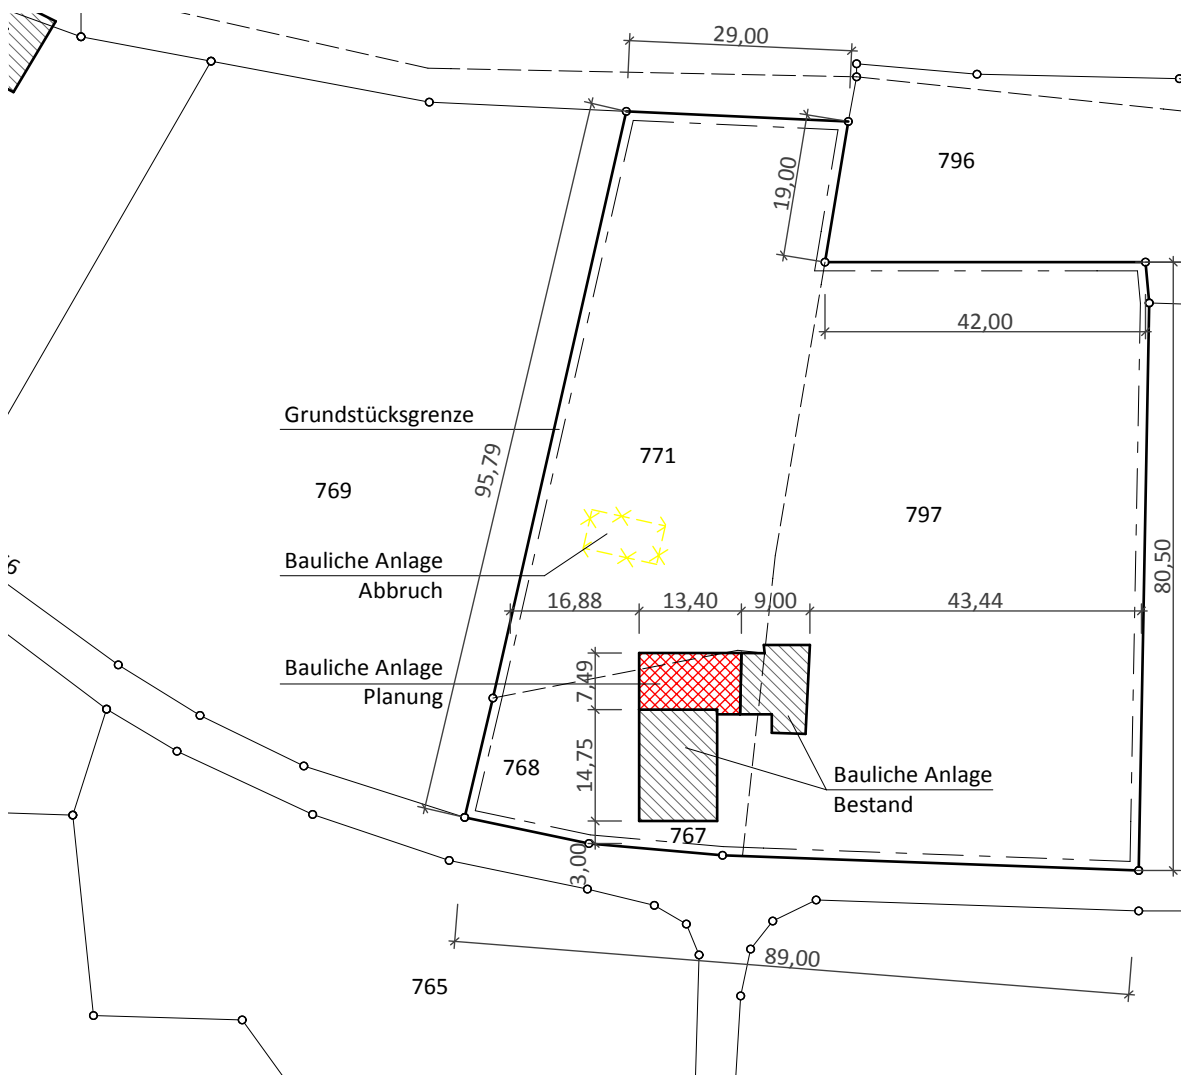 29,00
796
19,00
42,00
Grundstücksgrenze
95,79
771
769
797
Bauliche Anlage
Abbruch
80,50
16,88
13,40
9,00
43,44
Bauliche Anlage
Planung
7,49
14,75
768
Bauliche Anlage
Bestand
767
3,00
89,00
765